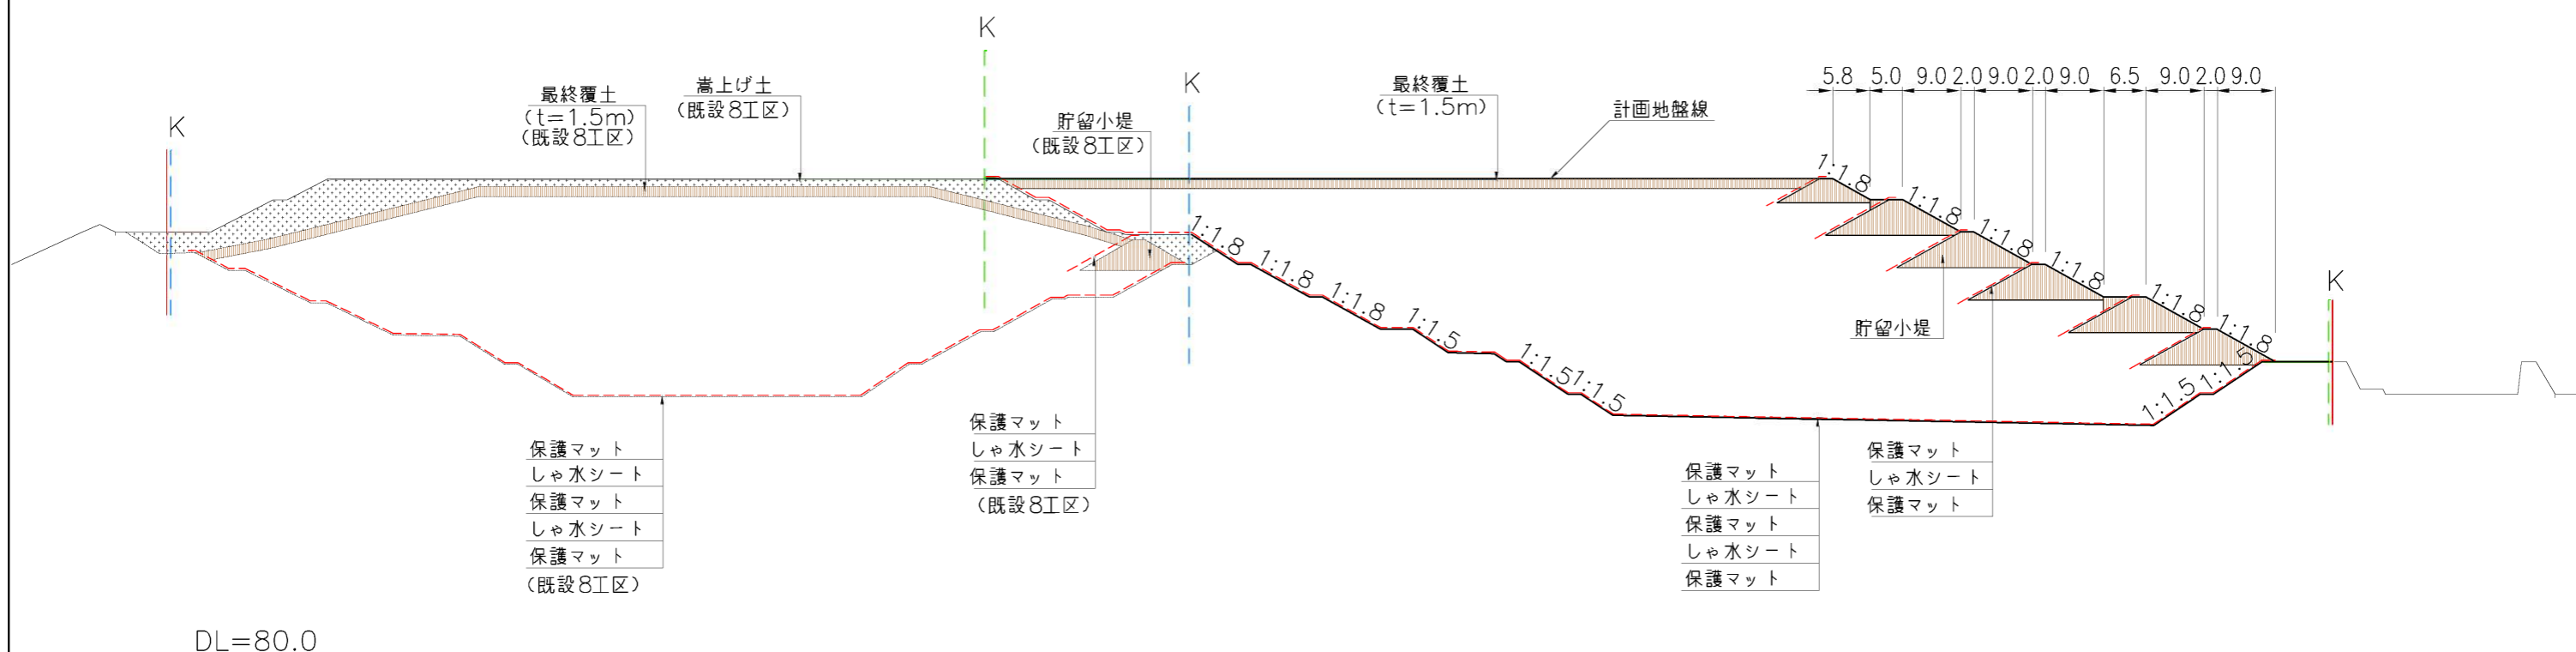 K
K
K
K
最終覆土
(t=1.5m)
(既設8工区)
嵩上げ土
(既設8工区)
貯留小堤
(既設8工区)
最終覆土
(t=1.5m)
計画地盤線
5.8 5.0 9.0 2.0 9.0 2.0 9.0 6.5 9.0 2.0 9.0
1:1.8
1:1.8
1:1.8
1:1.8
1:1.8
1:1.8
1:1.8
1:1.8
1:1.8
1:1.5
1:1.5
1:1.5
1:1.5
1:1.5
貯留小堤
保護マット
しゃ水シート
保護マット
しゃ水シート
保護マット
(既設8工区)
保護マット
しゃ水シート
保護マット
(既設8工区)
保護マット
しゃ水シート
保護マット
しゃ水シート
保護マット
保護マット
しゃ水シート
保護マット
DL=80.0